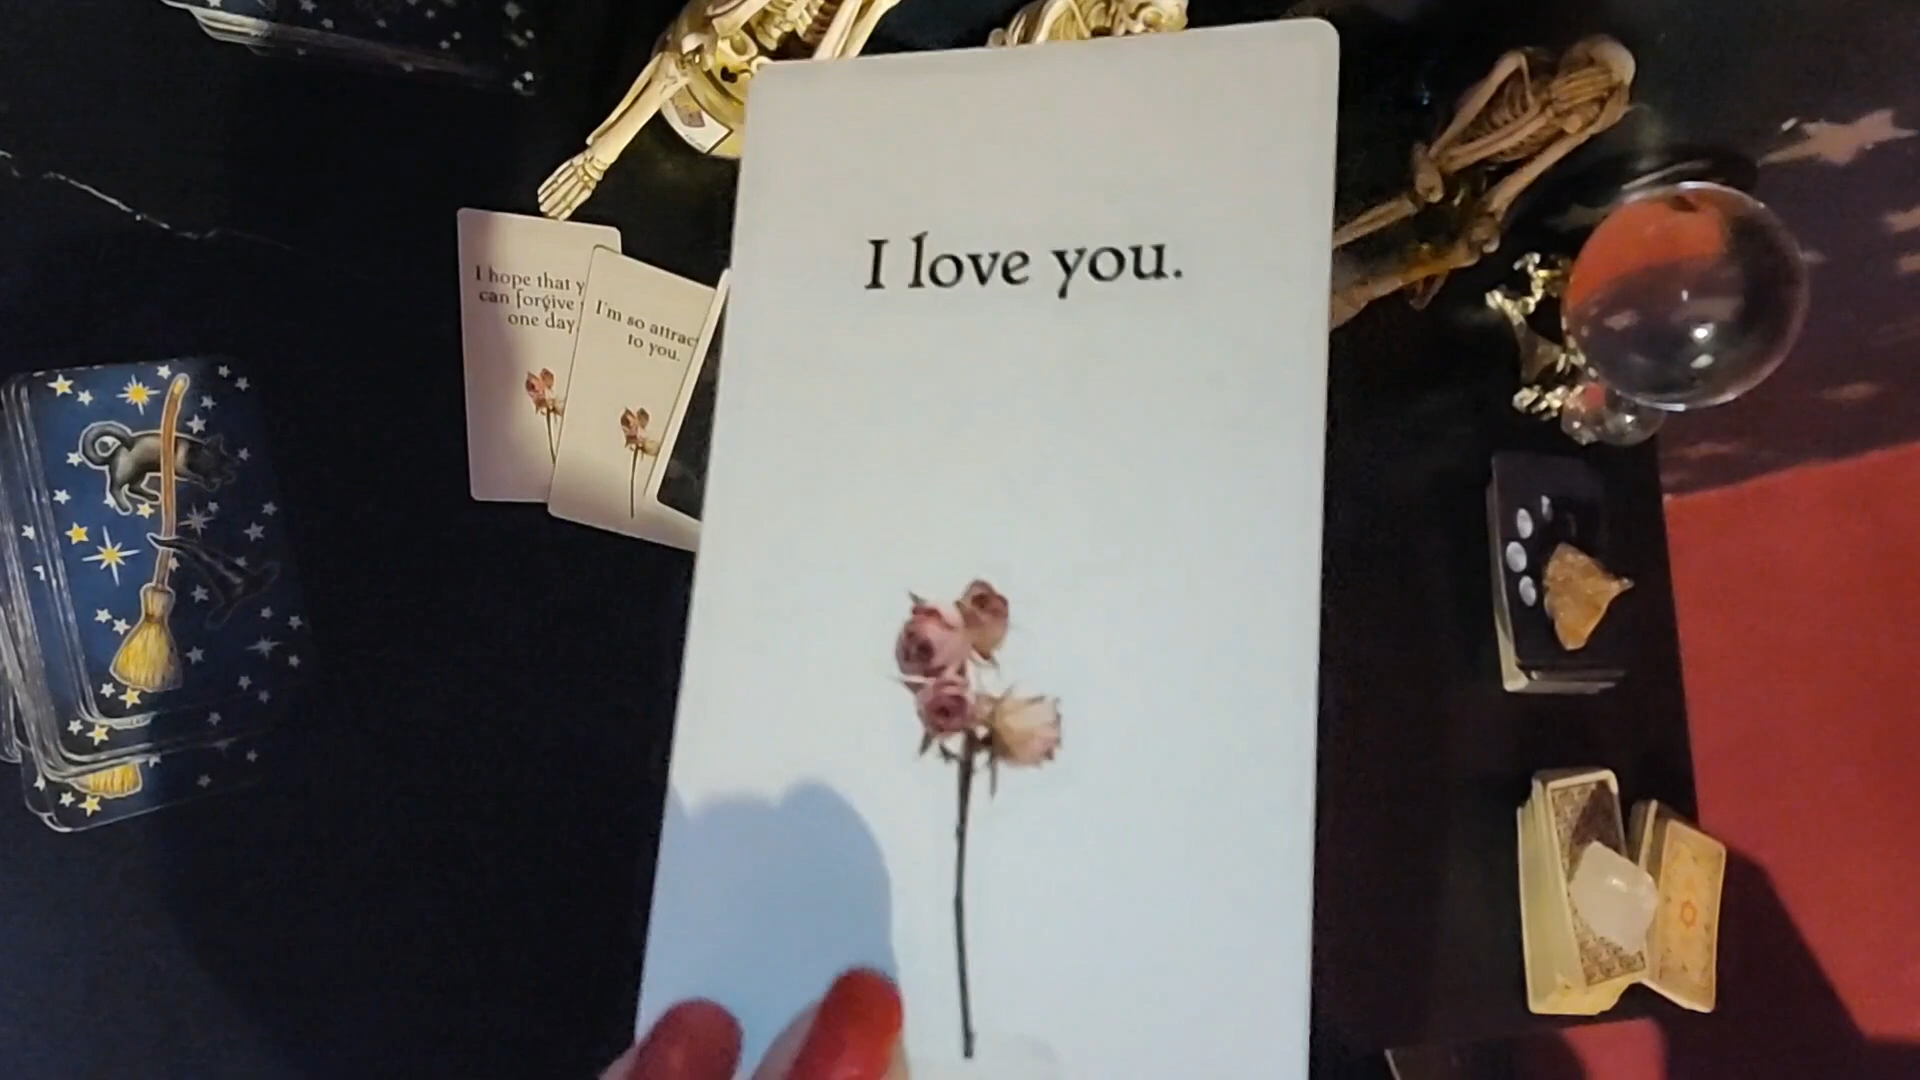 I love you.
I hope that
can forgive
one day
I'm so
to you.